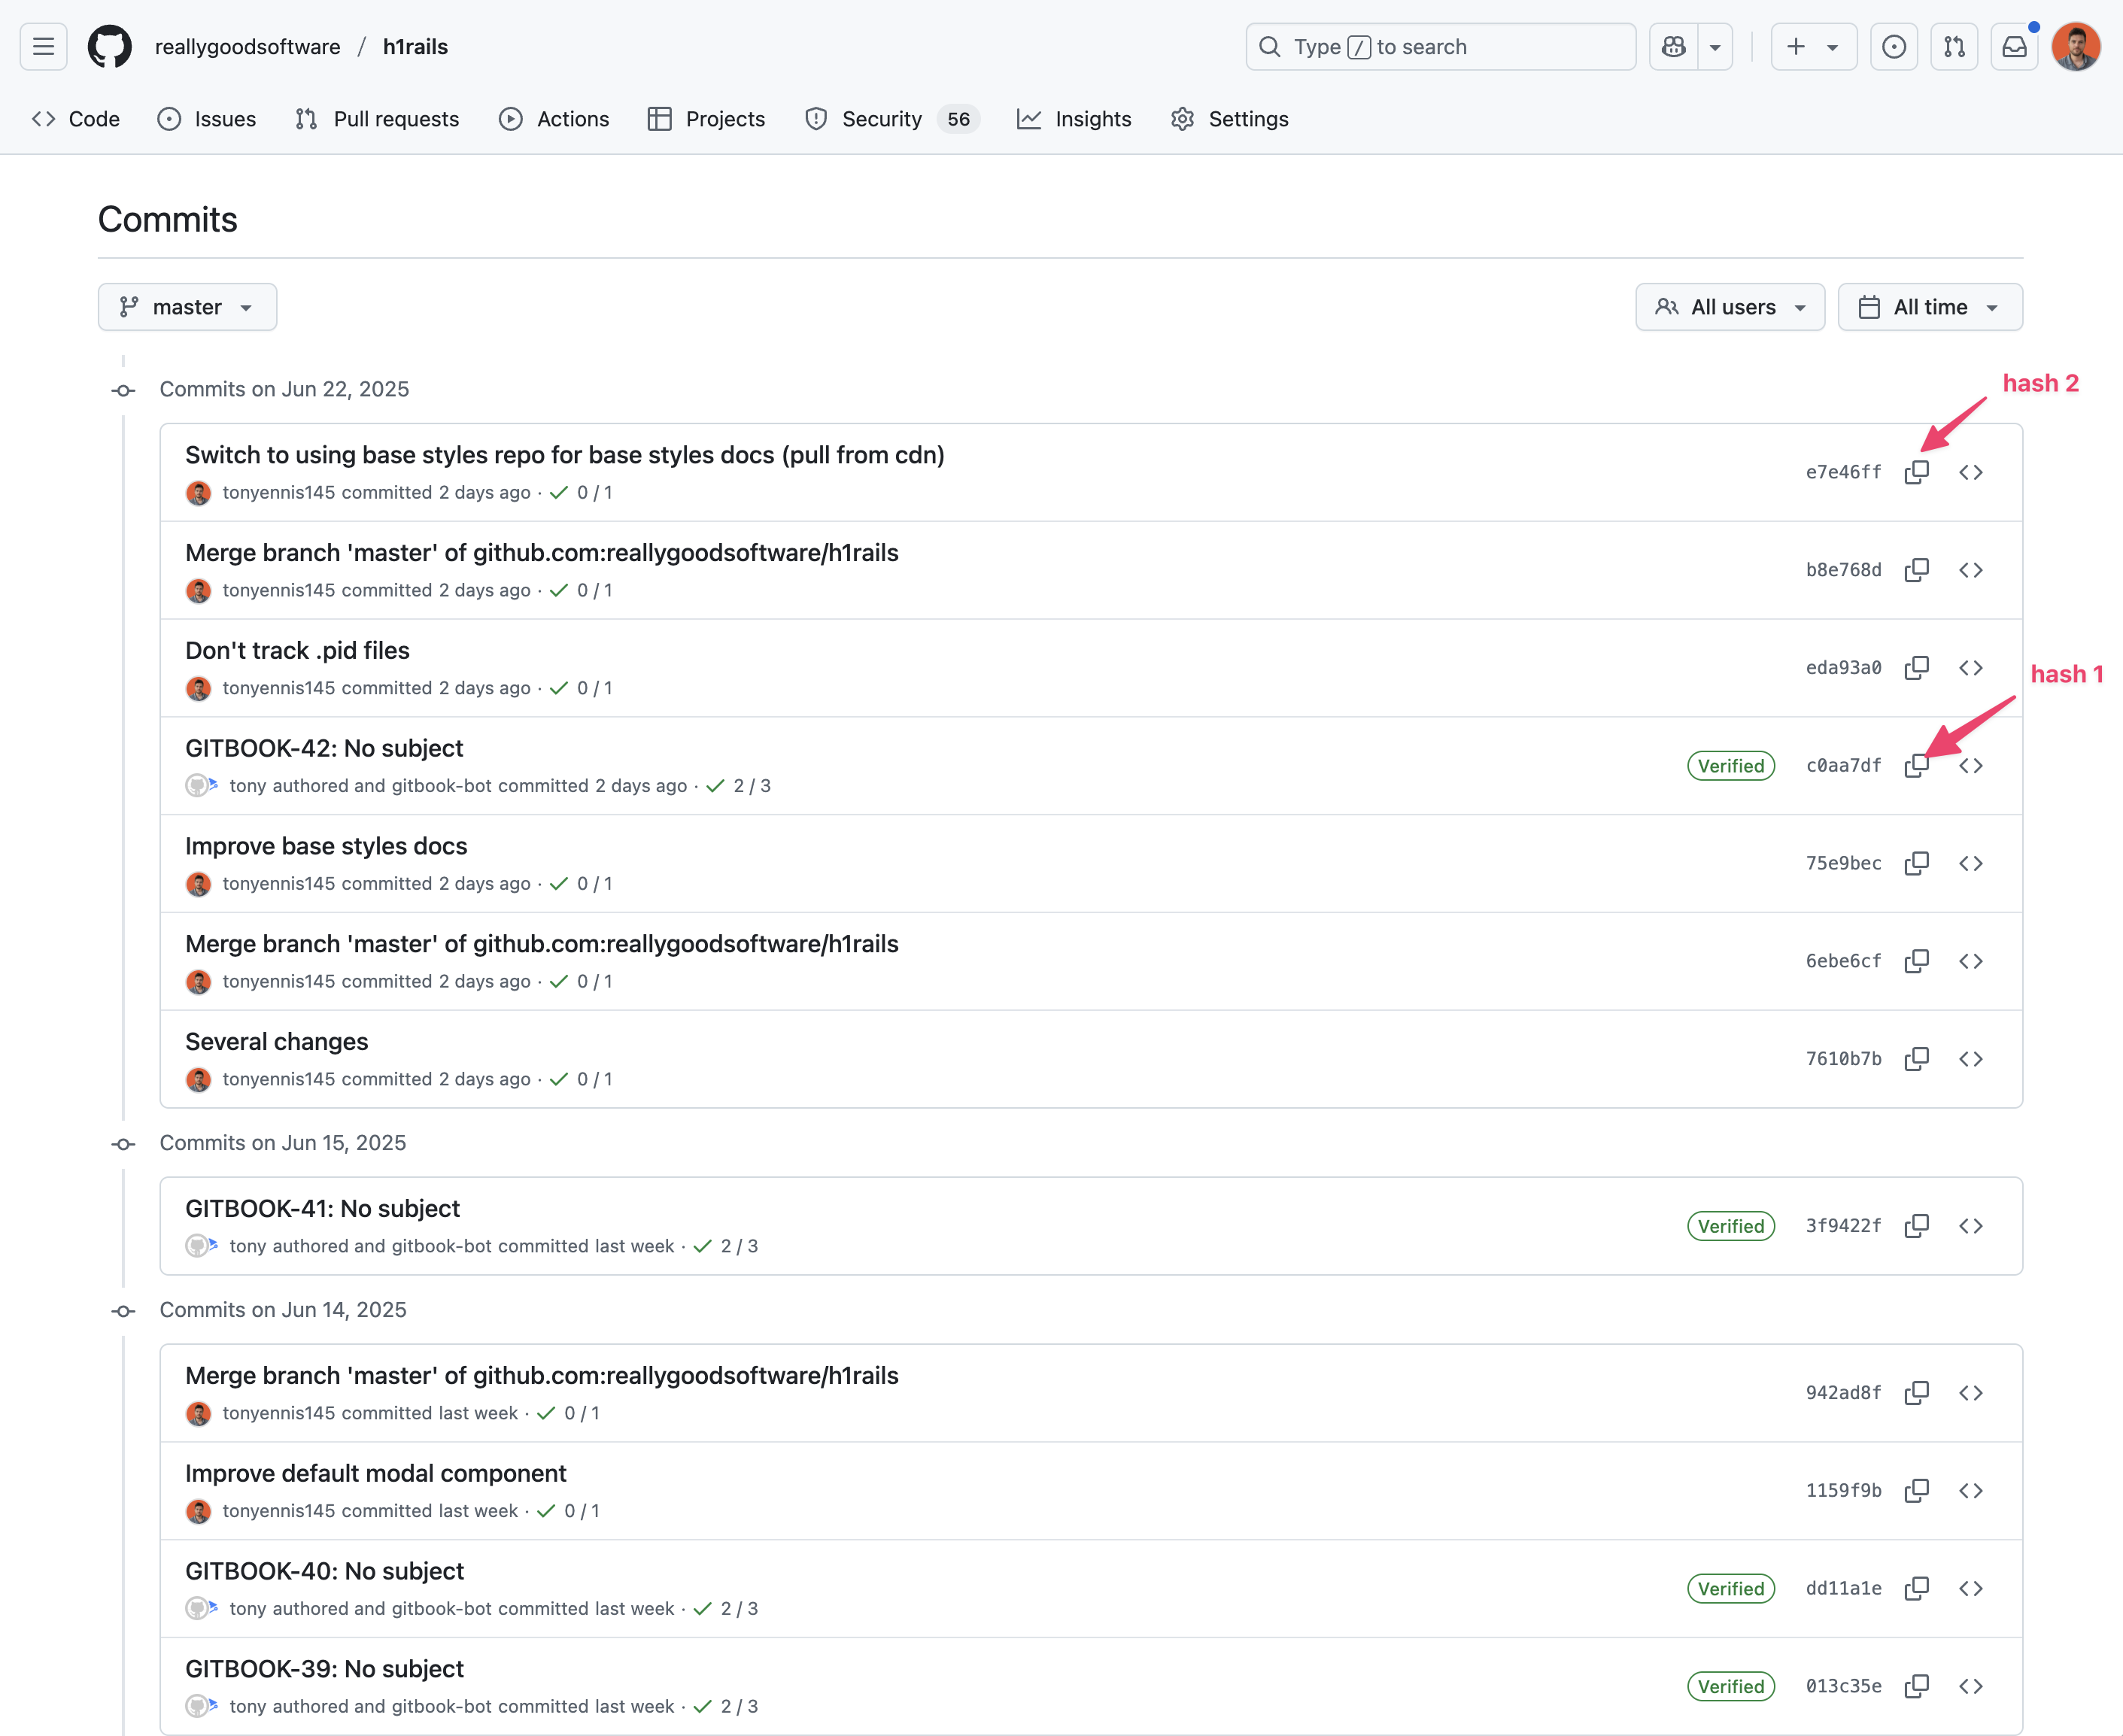 reallygoodsoftware / h1rails
Type / to search
Code Issues Pull requests Actions Projects Security 56 Insights Settings
Commits
master All users All time
Commits on Jun 22, 2025
hash 2
Switch to using base styles repo for base styles docs (pull from cdn)
tonyennis145 committed 2 days ago · 0 / 1
e7e46ff
Merge branch 'master' of github.com:reallygoodsoftware/h1rails
tonyennis145 committed 2 days ago · 0 / 1
b8e768d
Don't track .pid files
tonyennis145 committed 2 days ago · 0 / 1
eda93a0
hash 1
GITBOOK-42: No subject
tony authored and gitbook-bot committed 2 days ago · 2 / 3
Verified c0aa7df
Improve base styles docs
tonyennis145 committed 2 days ago · 0 / 1
75e9bec
Merge branch 'master' of github.com:reallygoodsoftware/h1rails
tonyennis145 committed 2 days ago · 0 / 1
6ebe6cf
Several changes
tonyennis145 committed 2 days ago · 0 / 1
7610b7b
Commits on Jun 15, 2025
GITBOOK-41: No subject
tony authored and gitbook-bot committed last week · 2 / 3
Verified 3f9422f
Commits on Jun 14, 2025
Merge branch 'master' of github.com:reallygoodsoftware/h1rails
tonyennis145 committed last week · 0 / 1
942ad8f
Improve default modal component
tonyennis145 committed last week · 0 / 1
1159f9b
GITBOOK-40: No subject
tony authored and gitbook-bot committed last week · 2 / 3
Verified dd11a1e
GITBOOK-39: No subject
tony authored and gitbook-bot committed last week · 2 / 3
Verified 013c35e